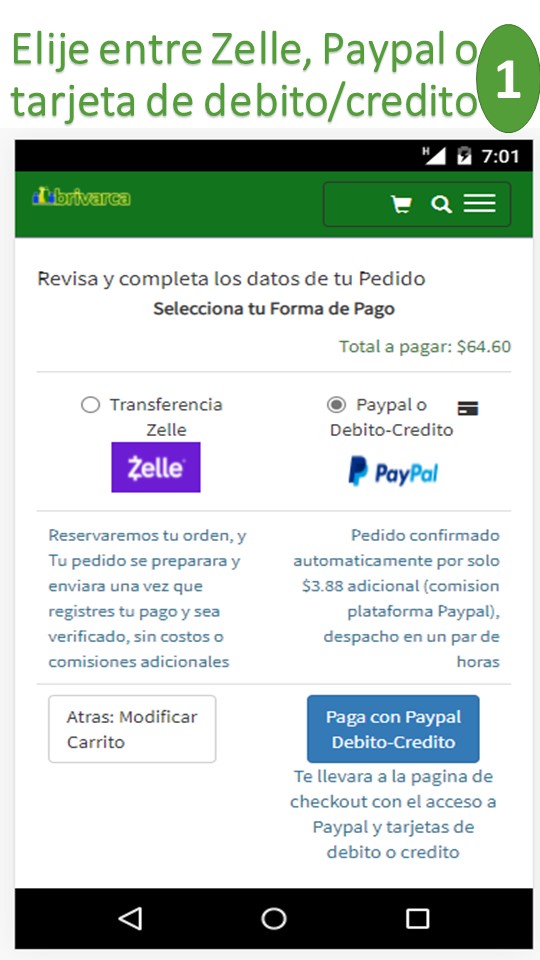 Elije entre Zelle, Paypal o
tarjeta de debito/credito
1
H
7:01
brivarca
Revisa y completa los datos de tu Pedido
Selecciona tu Forma de Pago
Total a pagar: $64.60
Transferencia
Zelle
Zelle
Paypal o
Debito-Credito
PayPal
Reservaremos tu orden, y
Tu pedido se preparara y
enviara una vez que
registres tu pago y sea
verificado, sin costos o
comisiones adicionales
Pedido confirmado
automaticamente por solo
$3.88 adicional (comision
plataforma Paypal),
despacho en un par de
horas
Atras: Modificar
Carrito
Paga con Paypal
Debito-Credito
Te llevara a la pagina de
checkout con el acceso a
Paypal y tarjetas de
debito o credito